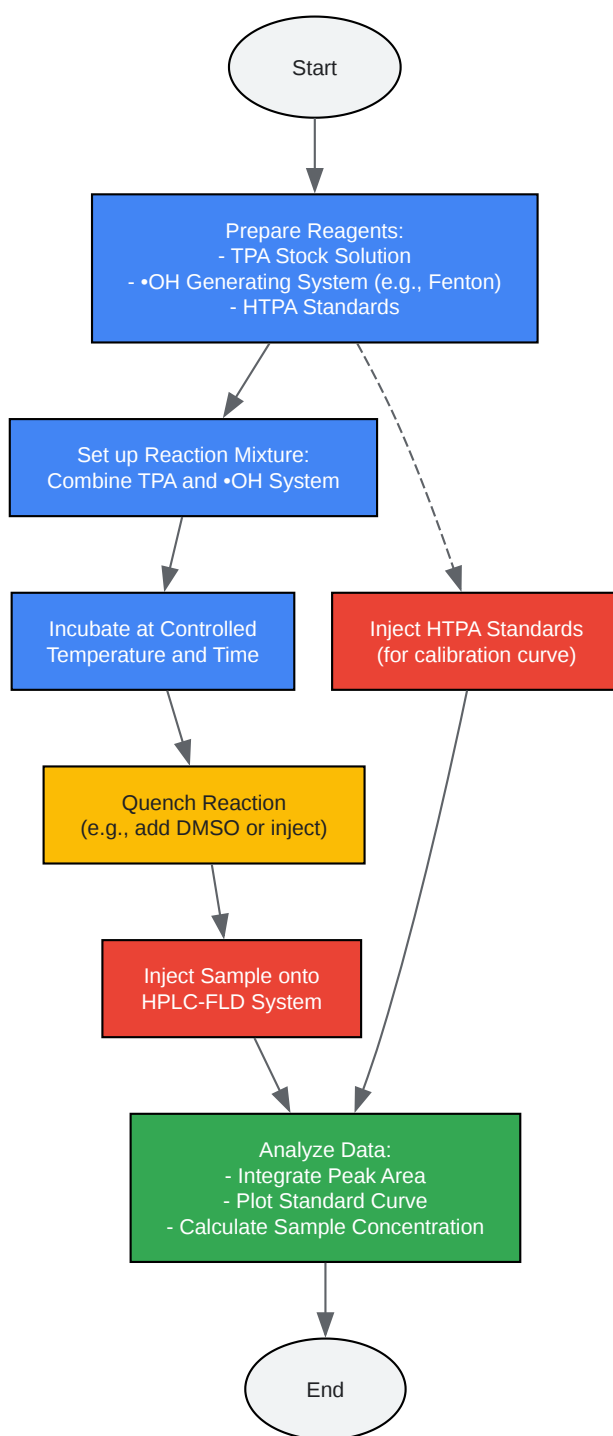 Start
Prepare Reagents:
- TPA Stock Solution
- •OH Generating System (e.g., Fenton)
- HTPA Standards
Set up Reaction Mixture:
Combine TPA and •OH System
Incubate at Controlled
Temperature and Time
Inject HTPA Standards
(for calibration curve)
Quench Reaction
(e.g., add DMSO or inject)
Inject Sample onto
HPLC-FLD System
Analyze Data:
- Integrate Peak Area
- Plot Standard Curve
- Calculate Sample Concentration
End